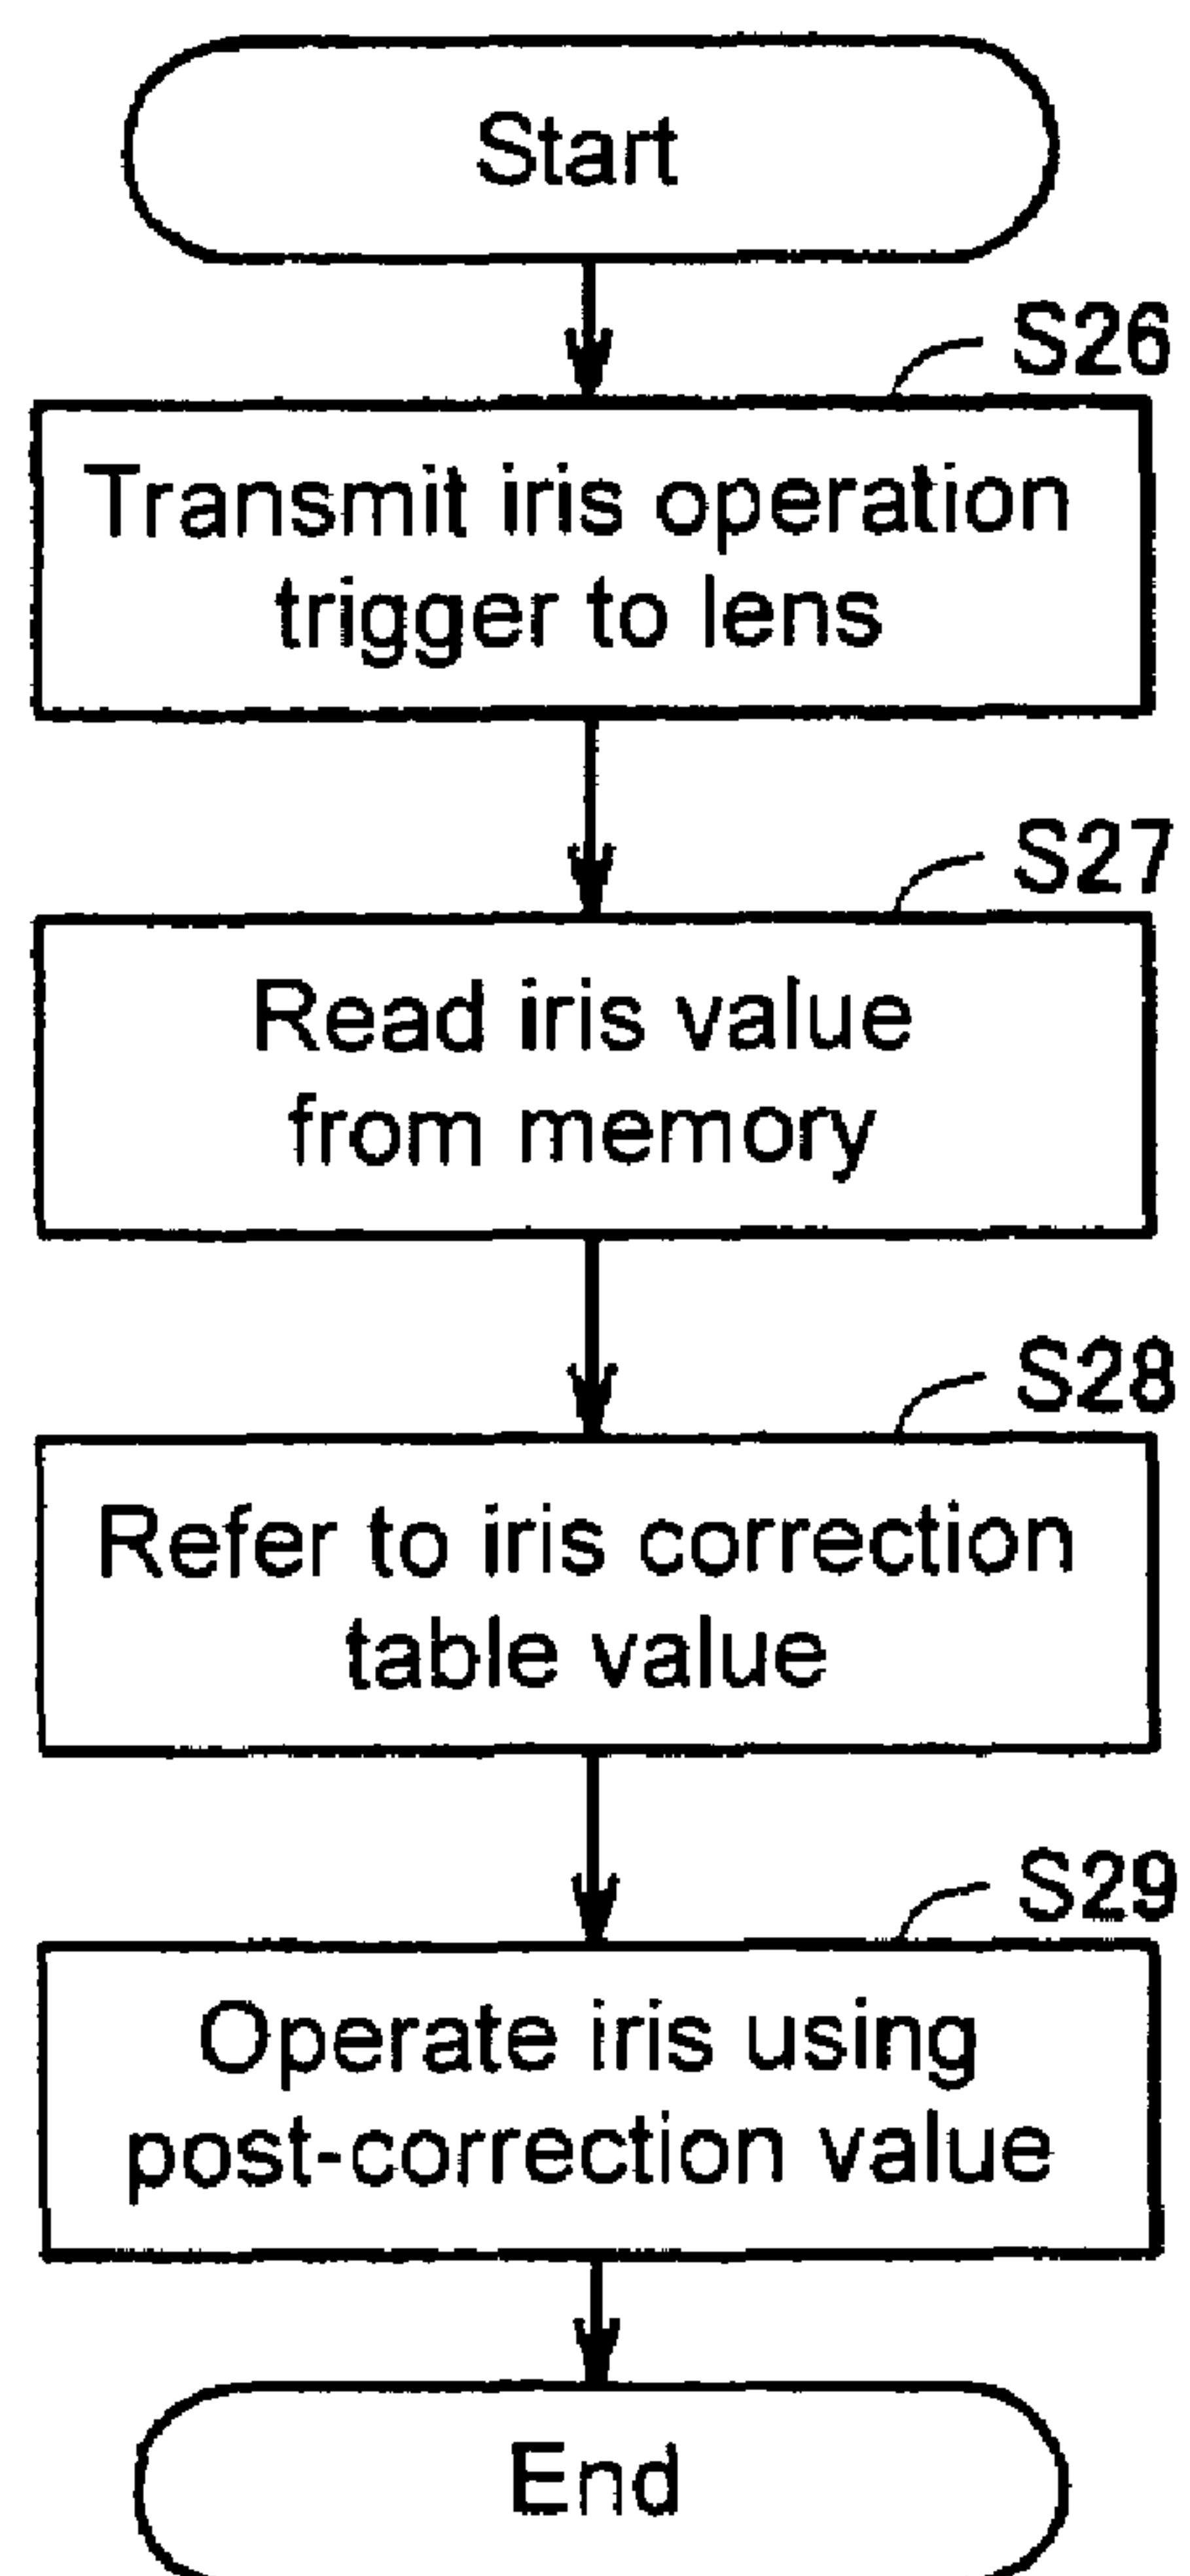 Start
S26
Transmit iris operation
trigger to lens
S27
Read iris value
from memory
S28
Refer to iris correction
table value
S29
Operate iris using
post-correction value
End